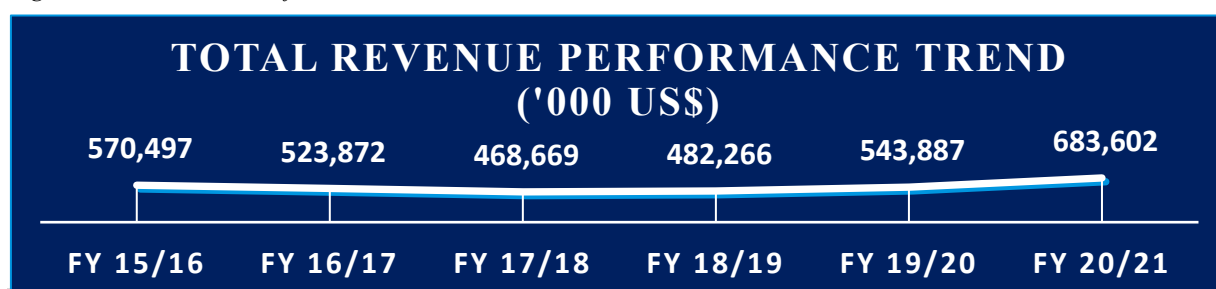 TOTAL REVENUE PERFORMANCE TREND
('000 US$)
570,497 523,872 468,669 482,266 543,887 683,602
FY 15/16 FY 16/17 FY 17/18 FY 18/19 FY 19/20 FY 20/21